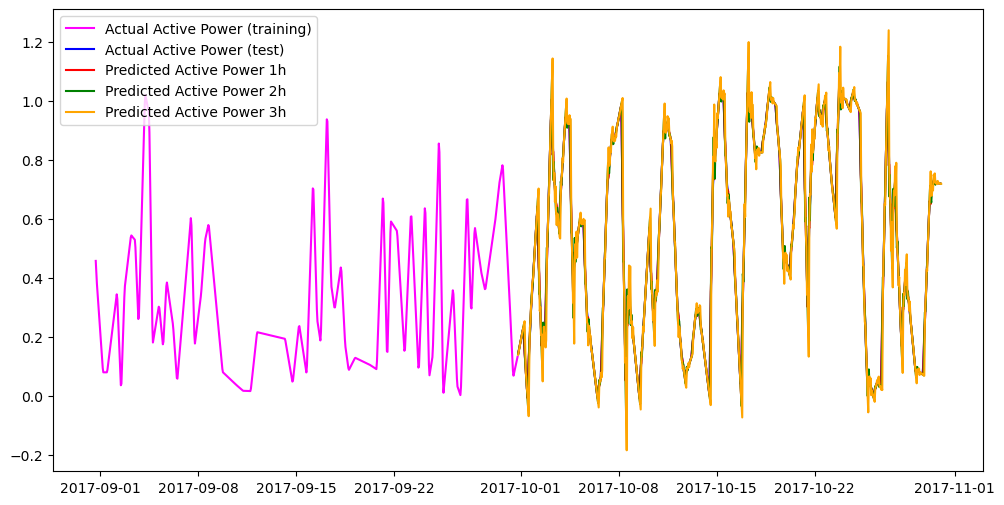 Actual Active Power (training)
Actual Active Power (test)
Predicted Active Power 1h
Predicted Active Power 2h
Predicted Active Power 3h
1.2
1.0
0.8
0.6
0.4
0.2
0.0
−0.2
2017-09-01 2017-09-08 2017-09-15 2017-09-22 2017-10-01 2017-10-08 2017-10-15 2017-10-22 2017-11-01